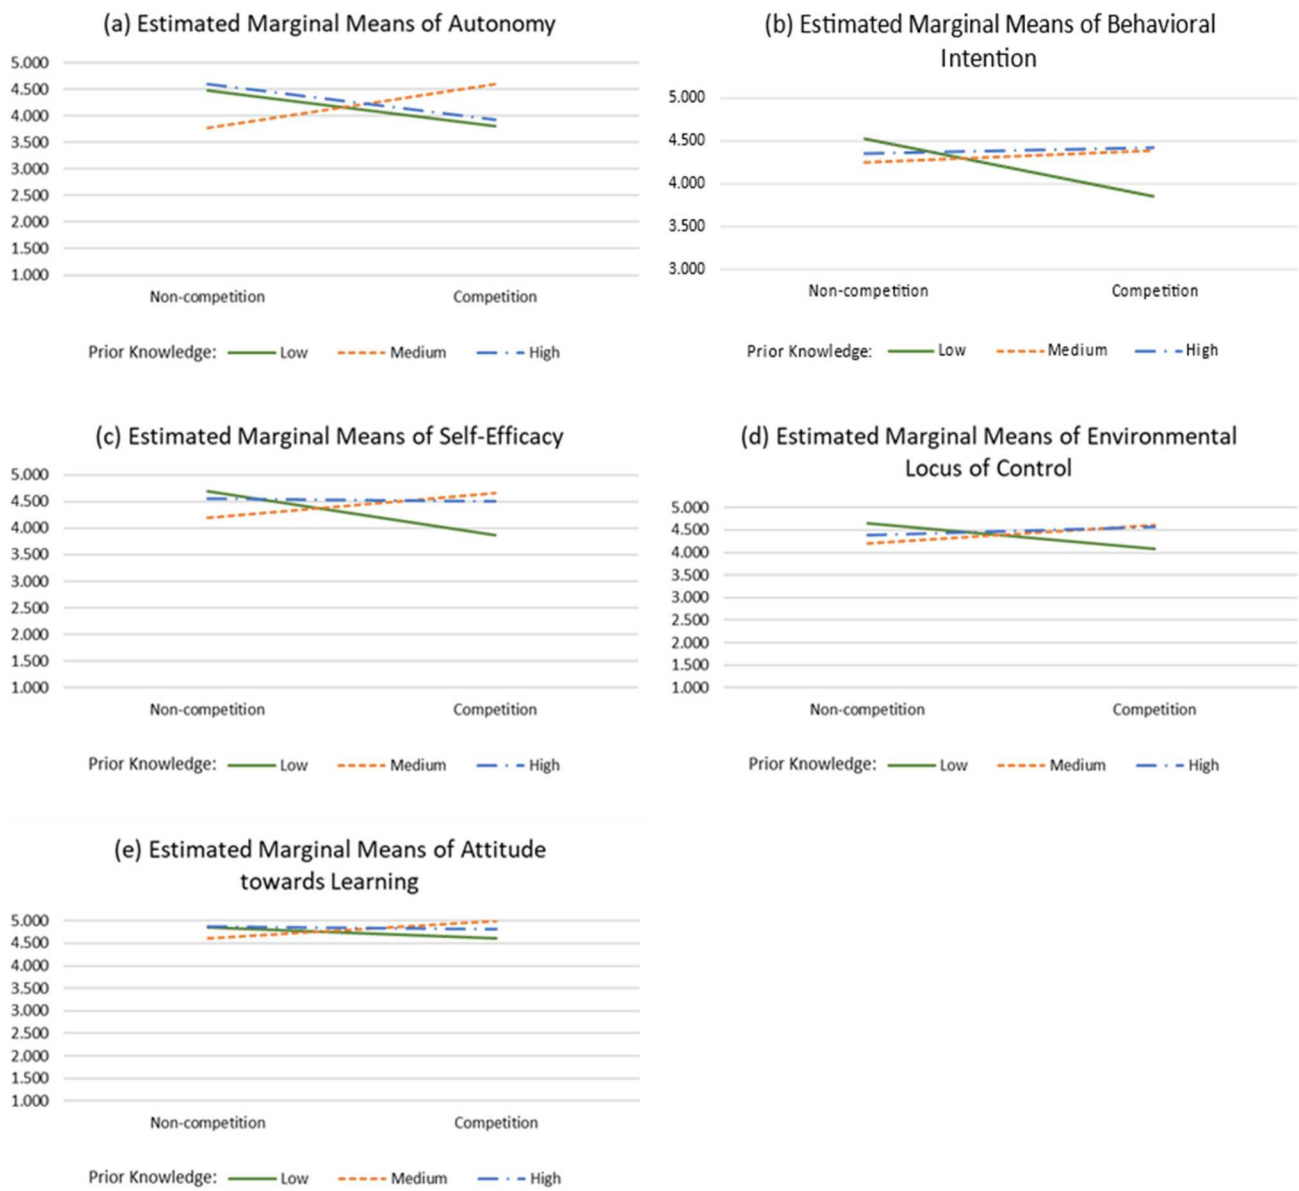 (a) Estimated Marginal Means of Autonomy
5.000
4.500
4.000
3.500
3.000
2.500
2.000
1.500
1.000
Non-competition Competition
Prior Knowledge: Low Medium High
(b) Estimated Marginal Means of Behavioral
Intention
5.000
4.500
4.000
3.500
3.000
Non-competition Competition
Prior Knowledge: Low Medium High
(c) Estimated Marginal Means of Self-Efficacy
5.000
4.500
4.000
3.500
3.000
2.500
2.000
1.500
1.000
Non-competition Competition
Prior Knowledge: Low Medium High
(d) Estimated Marginal Means of Environmental
Locus of Control
5.000
4.500
4.000
3.500
3.000
2.500
2.000
1.500
1.000
Non-competition Competition
Prior Knowledge: Low Medium High
(e) Estimated Marginal Means of Attitude
towards Learning
5.000
4.500
4.000
3.500
3.000
2.500
2.000
1.500
1.000
Non-competition Competition
Prior Knowledge: Low Medium High